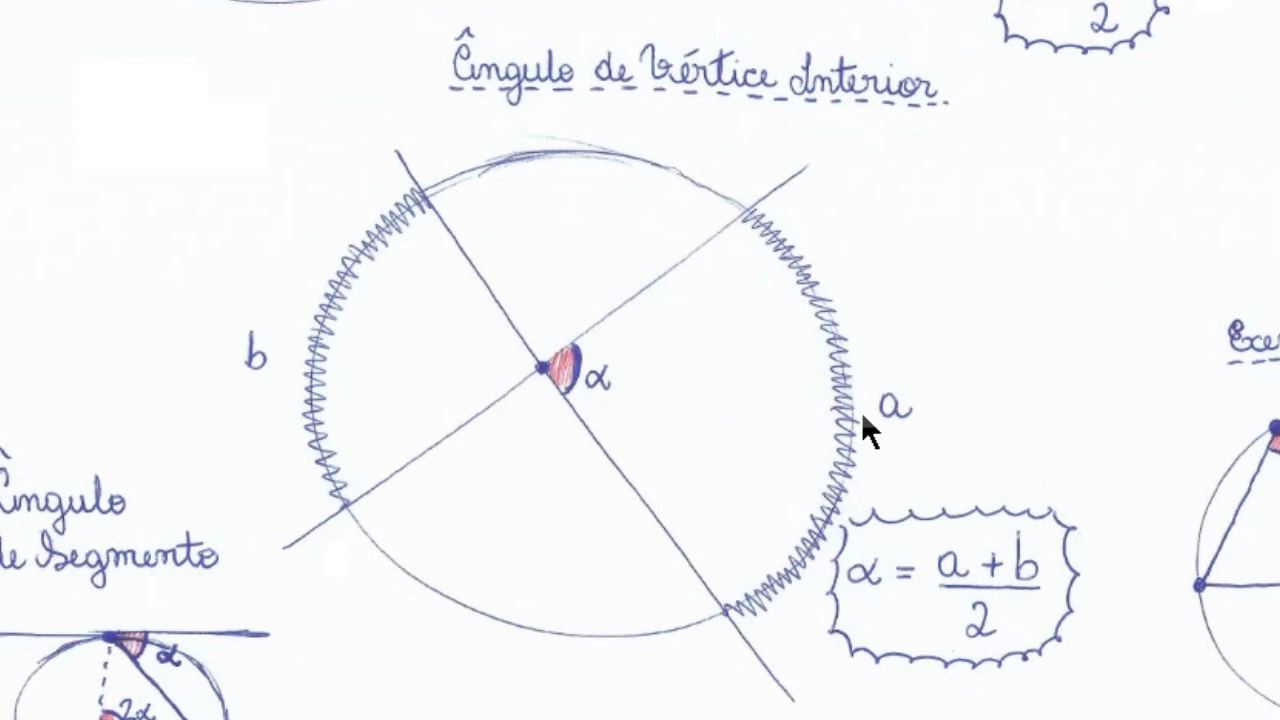 2
Ângulo de Vértice Interior
b
α
a
Ângulo
de Segmento
α = a + b
2
α
2α